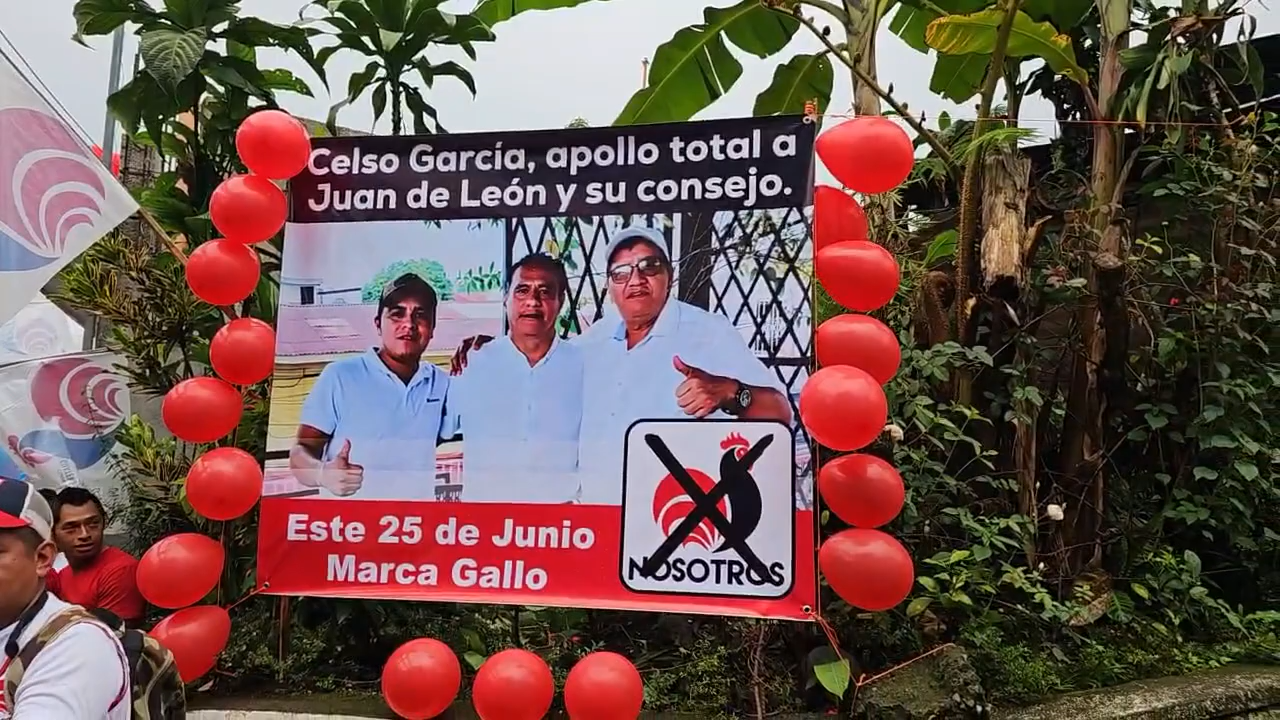 Celso García, apollo total a
Juan de León y su consejo.
Este 25 de Junio
Marca Gallo
NOSOTROS